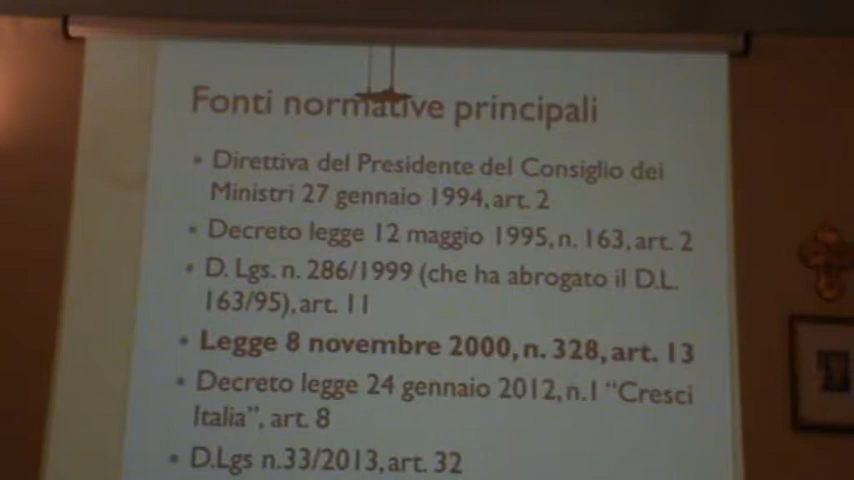 Fonti normative principali
• Direttiva del Presidente del Consiglio dei
Ministri 27 gennaio 1994, art. 2
• Decreto legge 12 maggio 1995, n. 163, art. 2
• D. Lgs. n. 286/1999 (che ha abrogato il D.L.
163/95), art. 11
• Legge 8 novembre 2000, n. 328, art. 13
• Decreto legge 24 gennaio 2012, n.1 “Cresci
Italia”, art. 8
• D.Lgs n.33/2013, art. 32